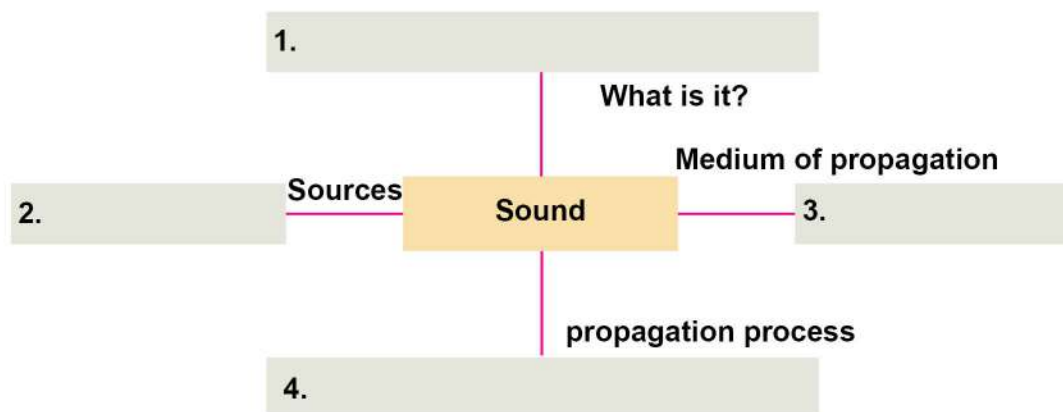 1.
What is it?
Medium of propagation
Sources
2.
Sound
3.
propagation process
4.